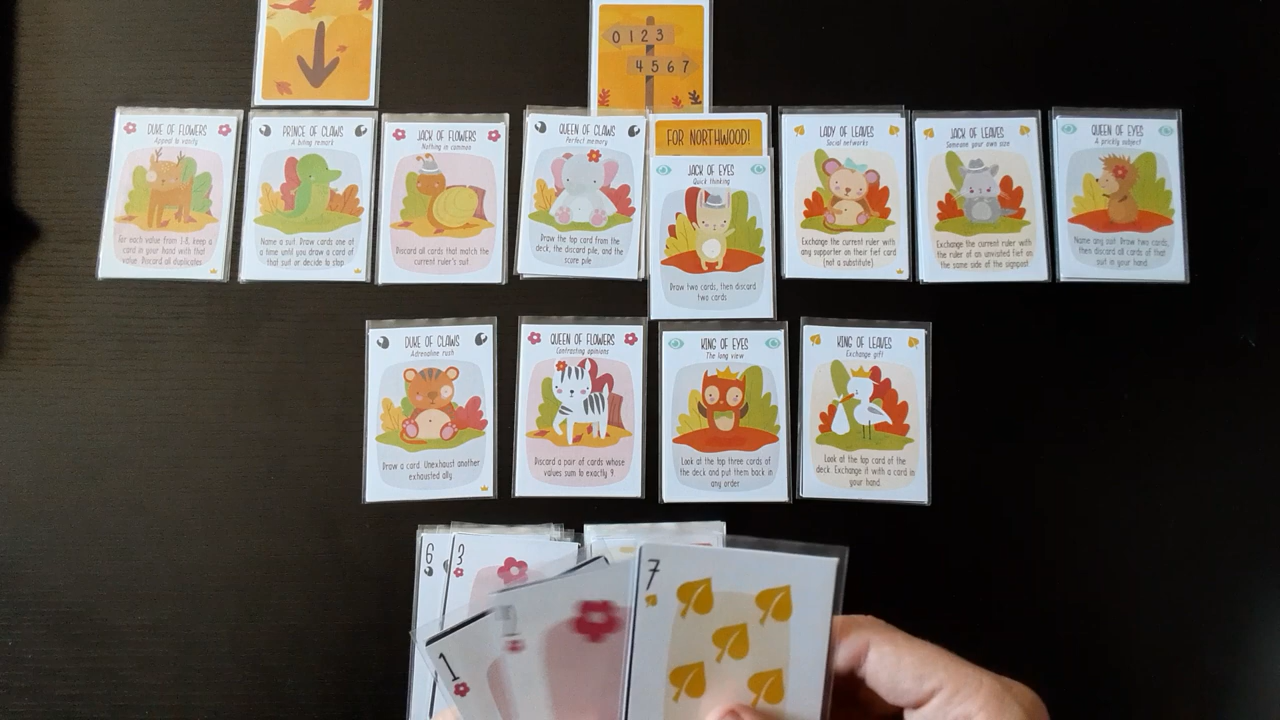 0 1 2 3
4 5 6 7
DUKE OF FLOWERS
Appeal to vanity
For each value from 1-8, keep a
card in your hand with that
value. Discard all duplicates
PRINCE OF CLAWS
A biting remark
Name a suit. Draw cards one at
a time until you draw a card of
that suit or decide to stop
JACK OF FLOWERS
Nothing in common
Discard all cards that match the
current ruler's suit.
QUEEN OF CLAWS
Perfect memory
Draw the top card from the
deck, the discard pile, and the
score pile
FOR NORTHWOOD!
JACK OF EYES
Quick thinking
Draw two cards, then discard
two cards
LADY OF LEAVES
Social networks
Exchange the current ruler with
any supporter on their fief card
(not a substitute)
JACK OF LEAVES
Someone your own size
Exchange the current ruler with
the ruler of an unvisited fief on
the same side of the signpost
QUEEN OF EYES
A prickly subject
Name any suit. Draw two cards,
then discard all cards of that
suit in your hand
DUKE OF CLAWS
Adrenaline rush
Draw a card. Unexhaust another
exhausted ally.
QUEEN OF FLOWERS
Contrasting opinions
Discard a pair of cards whose
values sum to exactly 9.
KING OF EYES
The long view
Look at the top three cards of
the deck and put them back in
any order
KING OF LEAVES
Exchange gift
Look at the top card of the
deck. Exchange it with a card in
your hand.
6
3
1
7